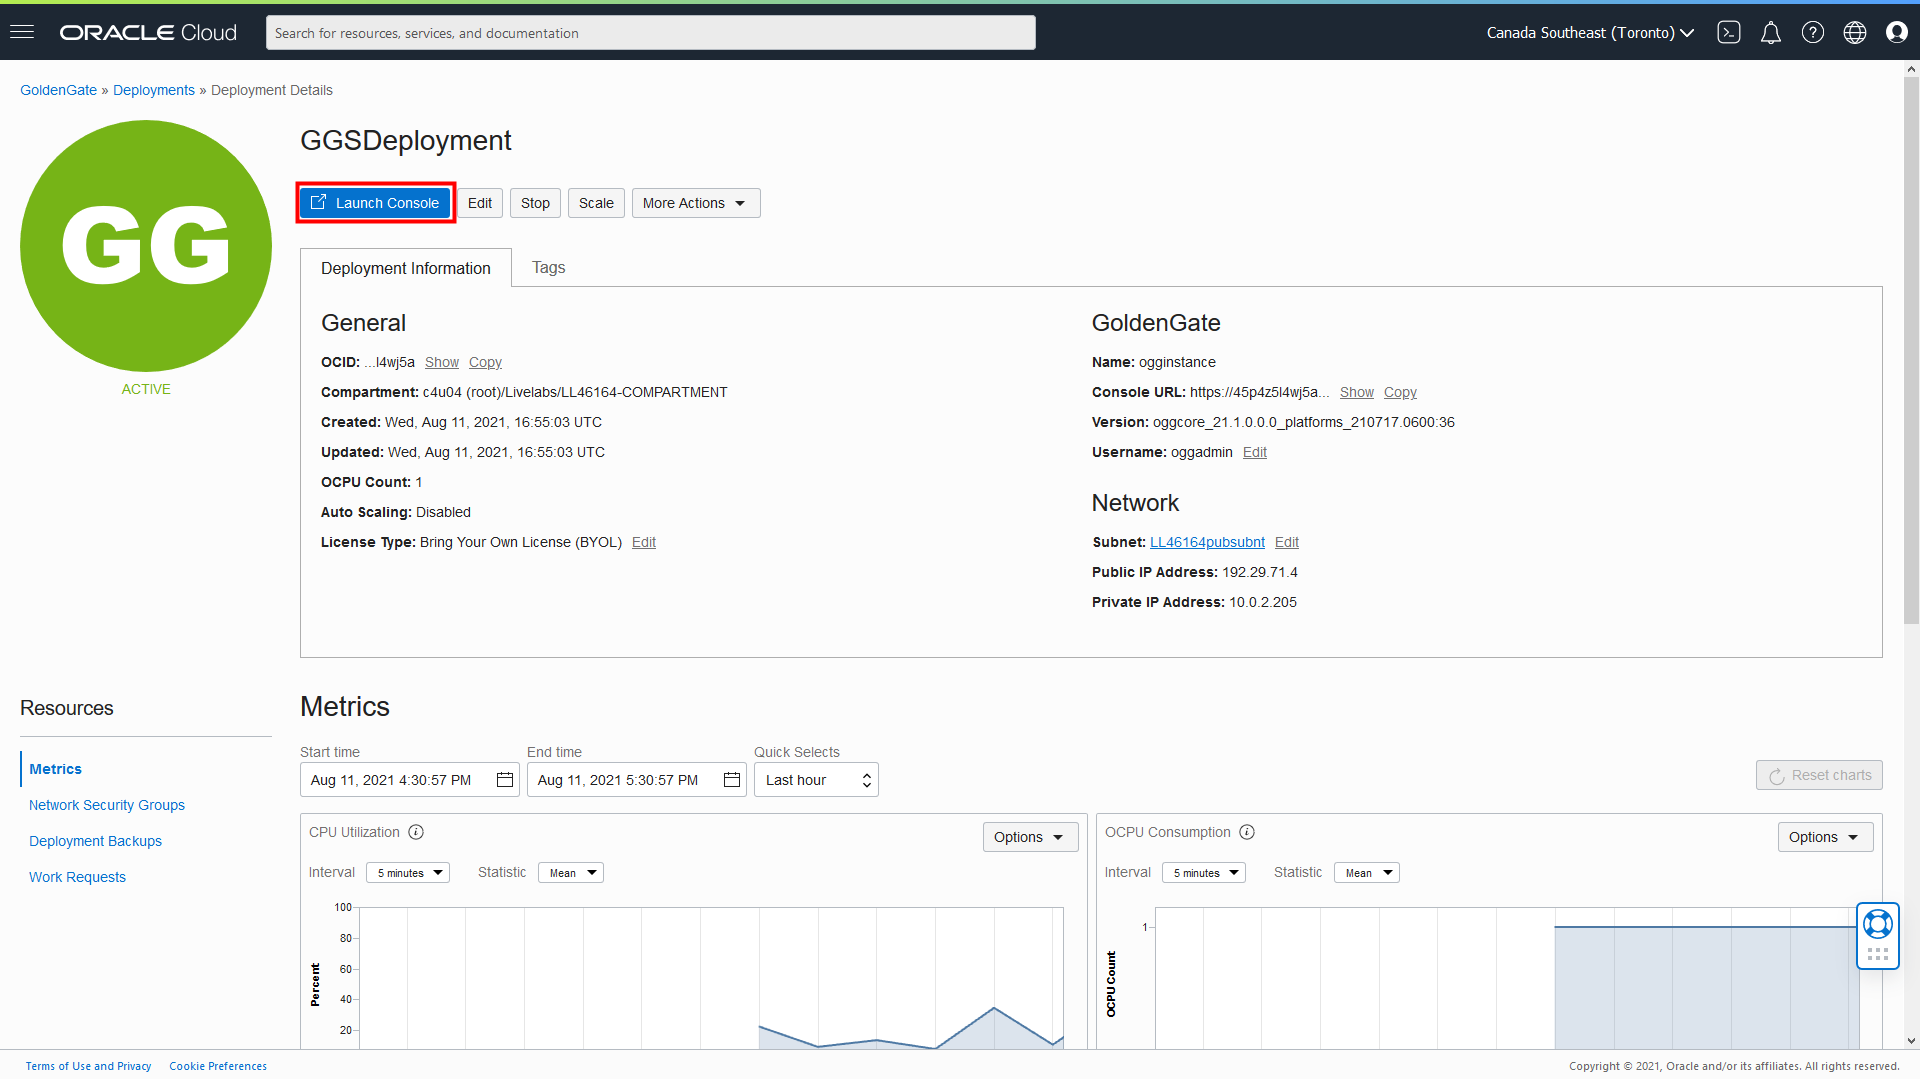 ORACLE Cloud
Search for resources, services, and documentation
Canada Southeast (Toronto)
GoldenGate » Deployments » Deployment Details
GG
ACTIVE
GGSDeployment
Launch Console
Edit
Stop
Scale
More Actions
Deployment Information
Tags
General
OCID: ...l4wj5a Show Copy
Compartment: c4u04 (root)/Livelabs/LL46164-COMPARTMENT
Created: Wed, Aug 11, 2021, 16:55:03 UTC
Updated: Wed, Aug 11, 2021, 16:55:03 UTC
OCPU Count: 1
Auto Scaling: Disabled
License Type: Bring Your Own License (BYOL) Edit
GoldenGate
Name: ogginstance
Console URL: https://45p4z5l4wj5a... Show Copy
Version: oggcore_21.1.0.0.0_platforms_210717.0600:36
Username: oggadmin Edit
Network
Subnet: LL46164pubsubnt Edit
Public IP Address: 192.29.71.4
Private IP Address: 10.0.2.205
Resources
Metrics
Network Security Groups
Deployment Backups
Work Requests
Metrics
Start time
End time
Quick Selects
Aug 11, 2021 4:30:57 PM
Aug 11, 2021 5:30:57 PM
Last hour
Reset charts
CPU Utilization
Options
Interval
5 minutes
Statistic
Mean
100
80
60
40
20
Percent
OCPU Consumption
Options
Interval
5 minutes
Statistic
Mean
1
OCPU Count
Terms of Use and Privacy
Cookie Preferences
Copyright © 2021, Oracle and/or its affiliates. All rights reserved.